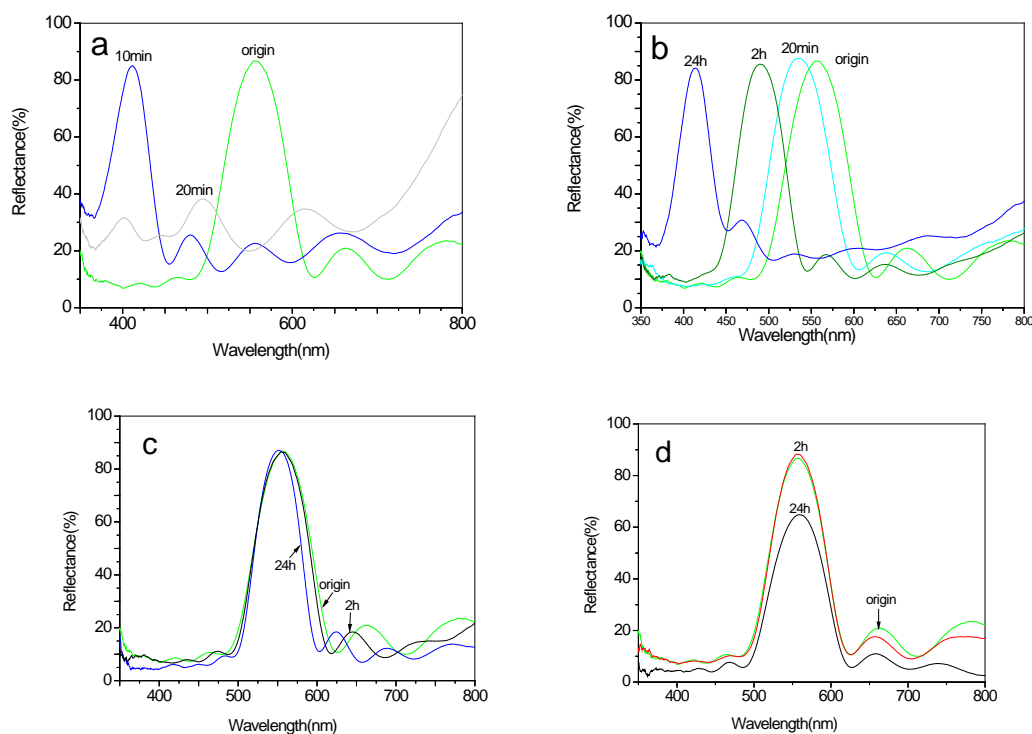 a
10min
origin
20min
100
80
60
40
20
0
Reflectance(%)
400
600
800
Wavelength(nm)
b
24h
2h
20min
origin
100
80
60
40
20
0
Reflectance(%)
350 400 450 500 550 600 650 700 750 800
Wavelength(nm)
c
24h
origin
2h
100
80
60
40
20
0
Reflectance(%)
400 500 600 700 800
Wavelength(nm)
d
2h
24h
origin
100
80
60
40
20
0
Reflectance(%)
400 500 600 700 800
Wavelength(nm)